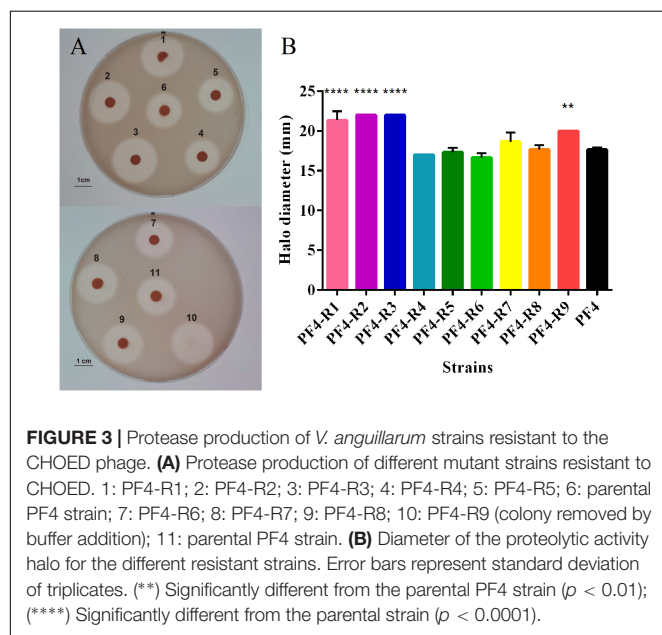 A
1
2
5
6
3
4
1cm
7
8
11
9
10
1 cm
B
**** **** ****
**
25
20
15
10
5
0
Halo diameter (mm)
PF4-R1 PF4-R2 PF4-R3 PF4-R4 PF4-R5 PF4-R6 PF4-R7 PF4-R8 PF4-R9 PF4
Strains
FIGURE 3 | Protease production of V. anguillarum strains resistant to the
CHOED phage. (A) Protease production of different mutant strains resistant to
CHOED. 1: PF4-R1; 2: PF4-R2; 3: PF4-R3; 4: PF4-R4; 5: PF4-R5; 6: parental
PF4 strain; 7: PF4-R6; 8: PF4-R7; 9: PF4-R8; 10: PF4-R9 (colony removed by
buffer addition); 11: parental PF4 strain. (B) Diameter of the proteolytic activity
halo for the different resistant strains. Error bars represent standard deviation
of triplicates. (**) Significantly different from the parental PF4 strain (p < 0.01);
(****) Significantly different from the parental strain (p < 0.0001).